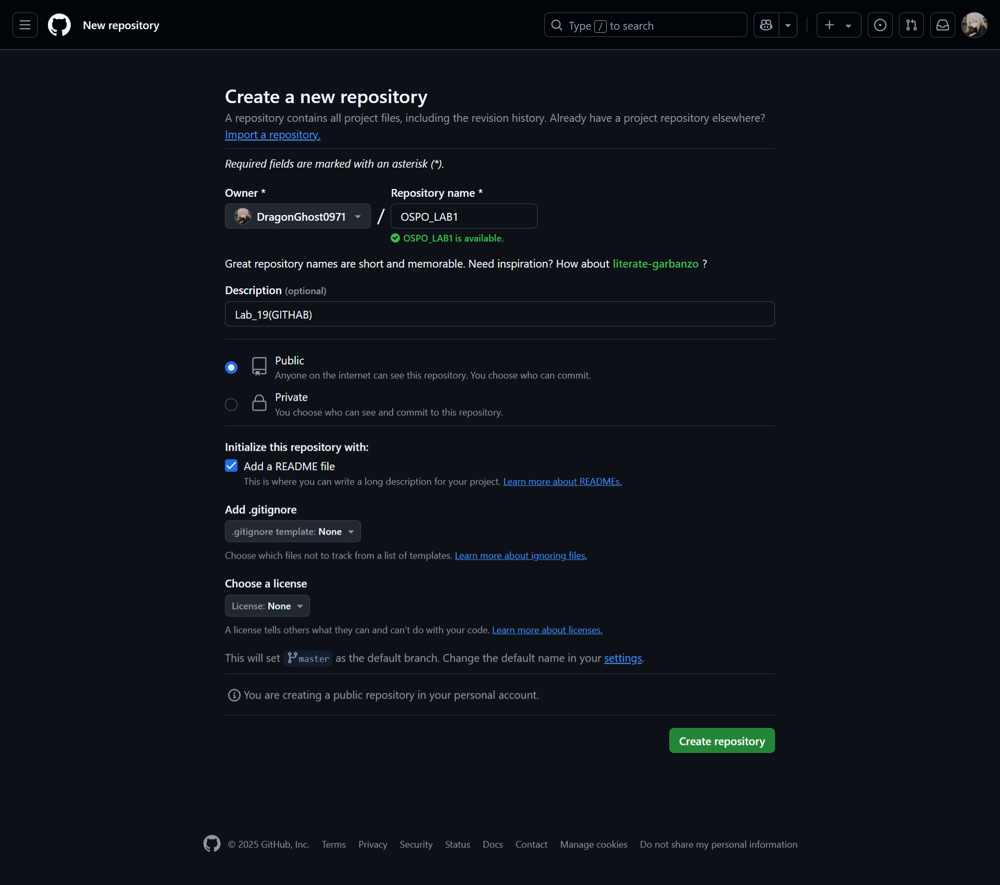 New repository
Type / to search
Create a new repository
A repository contains all project files, including the revision history. Already have a project repository elsewhere?
Import a repository.
Required fields are marked with an asterisk (*).
Owner * Repository name *
DragonGhost0971 / OSPO_LAB1
OSPO_LAB1 is available.
Great repository names are short and memorable. Need inspiration? How about literate-garbanzo ?
Description (optional)
Lab_19(GITHAB)
Public
Anyone on the internet can see this repository. You choose who can commit.
Private
You choose who can see and commit to this repository.
Initialize this repository with:
Add a README file
This is where you can write a long description for your project. Learn more about READMEs.
Add .gitignore
.gitignore template: None
Choose which files not to track from a list of templates. Learn more about ignoring files.
Choose a license
License: None
A license tells others what they can and can't do with your code. Learn more about licenses.
This will set master as the default branch. Change the default name in your settings.
You are creating a public repository in your personal account.
Create repository
© 2025 GitHub, Inc. Terms Privacy Security Status Docs Contact Manage cookies Do not share my personal information